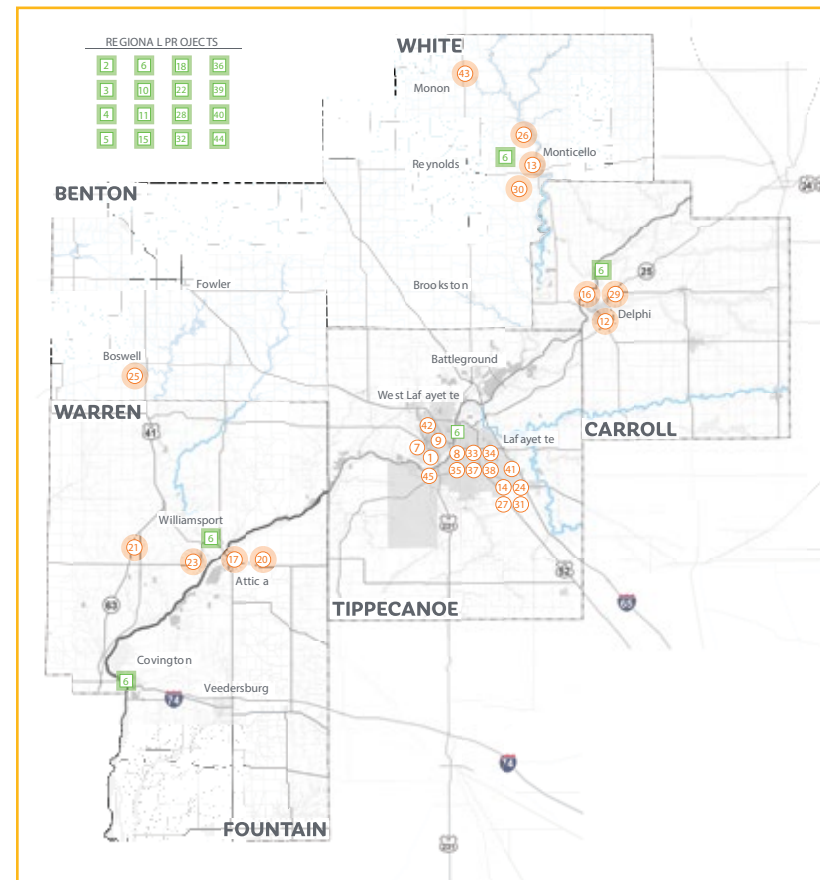 REGIONAL PROJECTS
2 6 18 36
3 10 22 39
4 11 28 40
5 15 32 44
WHITE
43
Monon
26
6
Monticello
Reynolds
13
30
BENTON
24
6
25
Fowler
Brookston
16 29
Delphi
12
Boswell
25
Battleground
West Lafayette
WARREN
41
42
6
9
Lafayette
CARROLL
7
1
8 33 34
35 37 38
41
45
14 24
27 31
Williamsport
231
6
21
23
17
20
Attica
52
63
TIPPECANOE
65
Covington
6
Veedersburg
74
74
FOUNTAIN
231